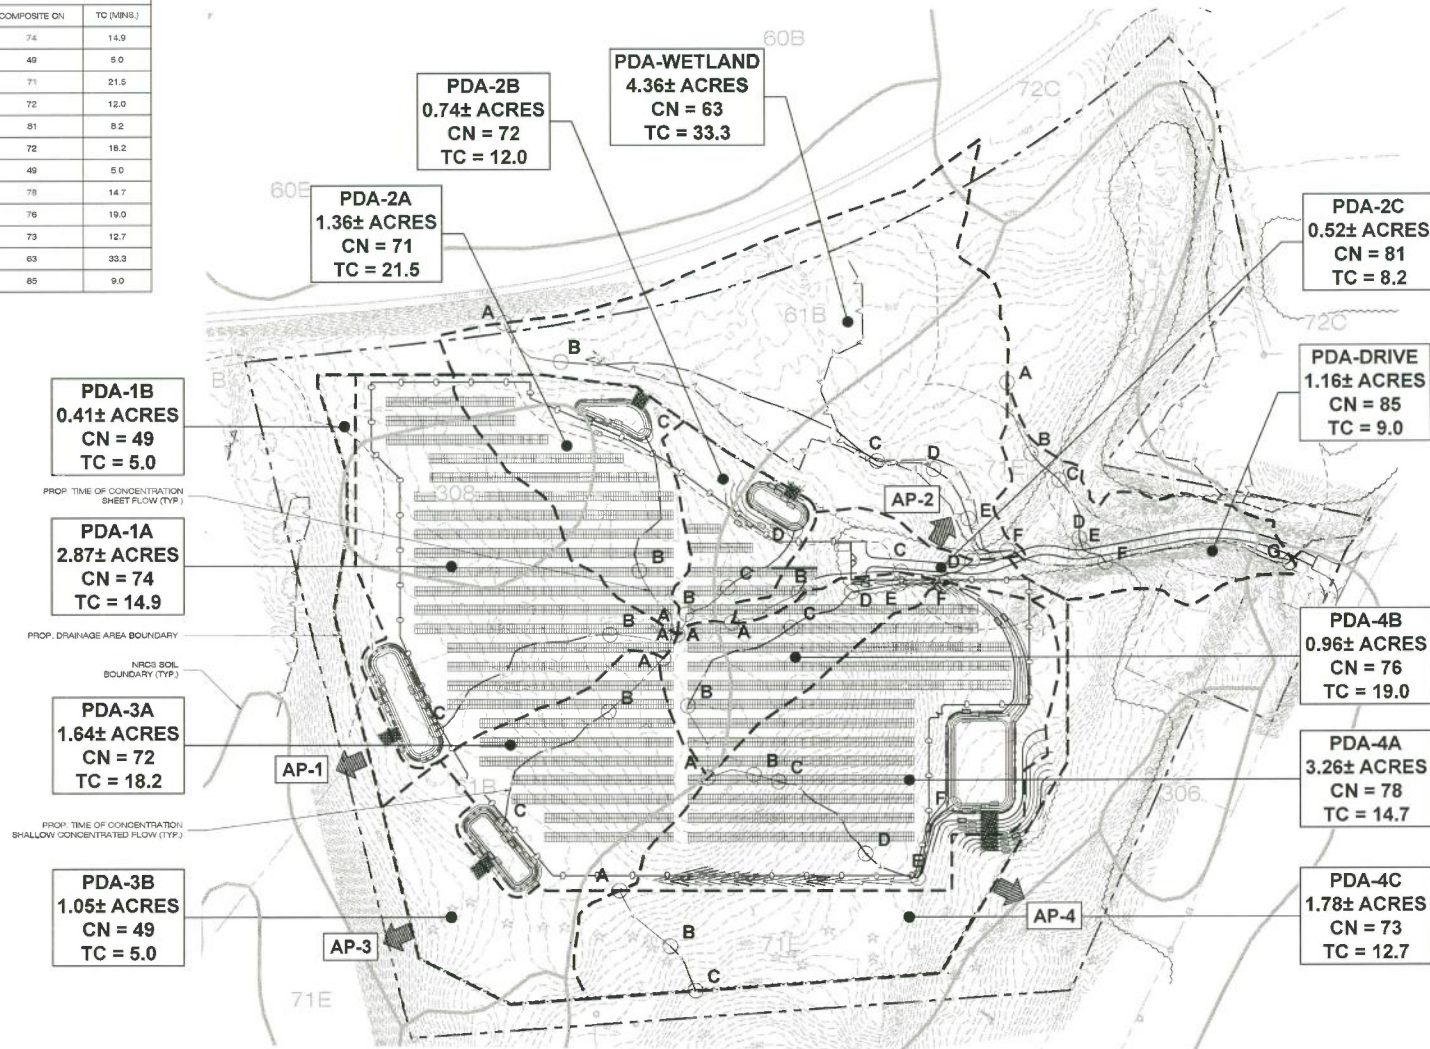 COMPOSITE CN TC (MINS.)
74 14.9
49 5.0
71 21.5
72 12.0
81 8.2
72 18.2
49 5.0
78 14.7
76 19.0
73 12.7
63 33.3
85 9.0
60B
PDA-WETLAND
4.36± ACRES
CN = 63
TC = 33.3
PDA-2B
0.74± ACRES
CN = 72
TC = 12.0
72C
60B
PDA-2A
1.36± ACRES
CN = 71
TC = 21.5
PDA-2C
0.52± ACRES
CN = 81
TC = 8.2
61B
72C
PDA-DRIVE
1.16± ACRES
CN = 85
TC = 9.0
PDA-1B
0.41± ACRES
CN = 49
TC = 5.0
A
B
A
B
C
C
D
C
71E
PROP. TIME OF CONCENTRATION
SHEET FLOW (TYP.)
308
AP-2
E
D
E
F
F
G
D
C
D
PDA-1A
2.87± ACRES
CN = 74
TC = 14.9
B
C
B
D
E
F
B
A
A
A
A
B
C
PROP. DRAINAGE AREA BOUNDARY
NRCS SOIL
BOUNDARY (TYP.)
A
B
B
C
PDA-4B
0.96± ACRES
CN = 76
TC = 19.0
PDA-3A
1.64± ACRES
CN = 72
TC = 18.2
AP-1
A
B
C
F
C
D
E
PDA-4A
3.26± ACRES
CN = 78
TC = 14.7
306
PROP. TIME OF CONCENTRATION
SHALLOW CONCENTRATED FLOW (TYP.)
PDA-3B
1.05± ACRES
CN = 49
TC = 5.0
A
B
C
AP-3
AP-4
PDA-4C
1.78± ACRES
CN = 73
TC = 12.7
71E
71E